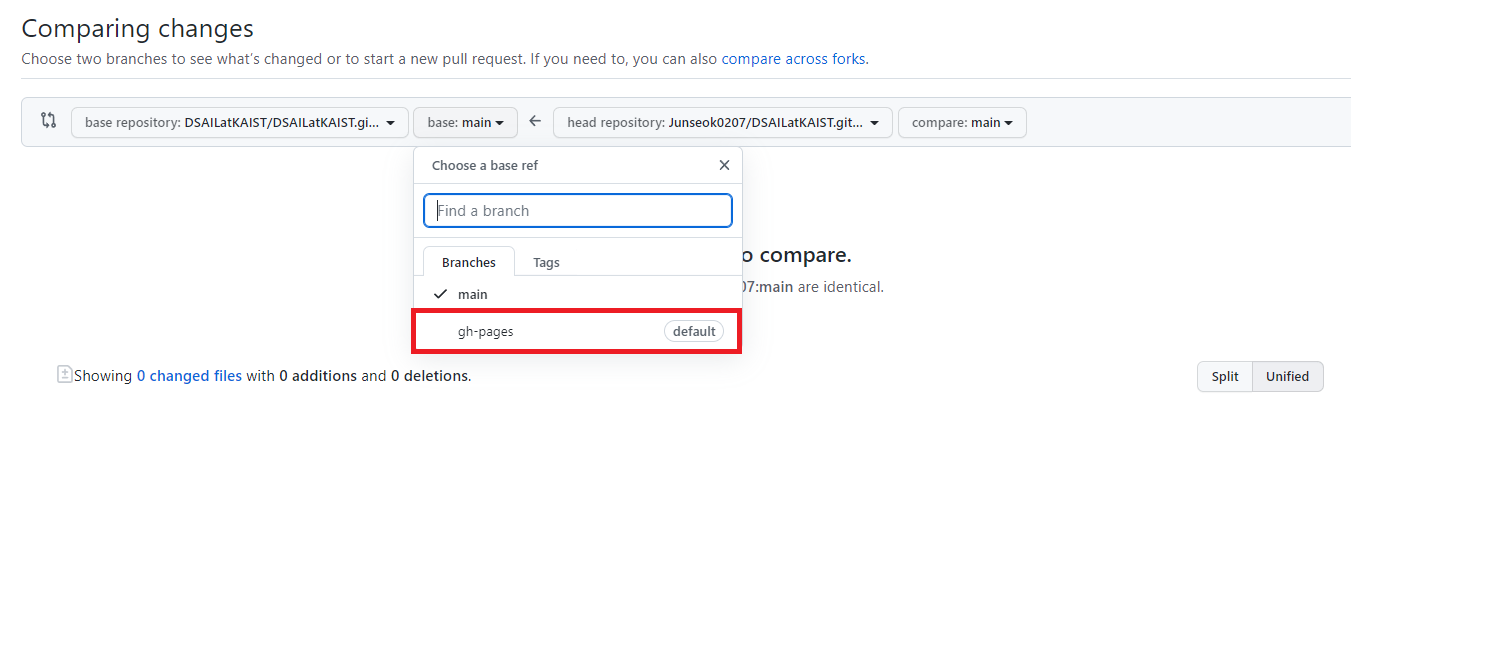 Comparing changes
Choose two branches to see what's changed or to start a new pull request. If you need to, you can also compare across forks.
base repository: DSAILatKAIST/DSAILatKAIST.gi... base: main head repository: Junseok0207/DSAILatKAIST.git... compare: main
Choose a base ref
Find a branch
o compare.
Branches Tags
07:main are identical.
main
gh-pages default
Showing 0 changed files with 0 additions and 0 deletions.
Split Unified